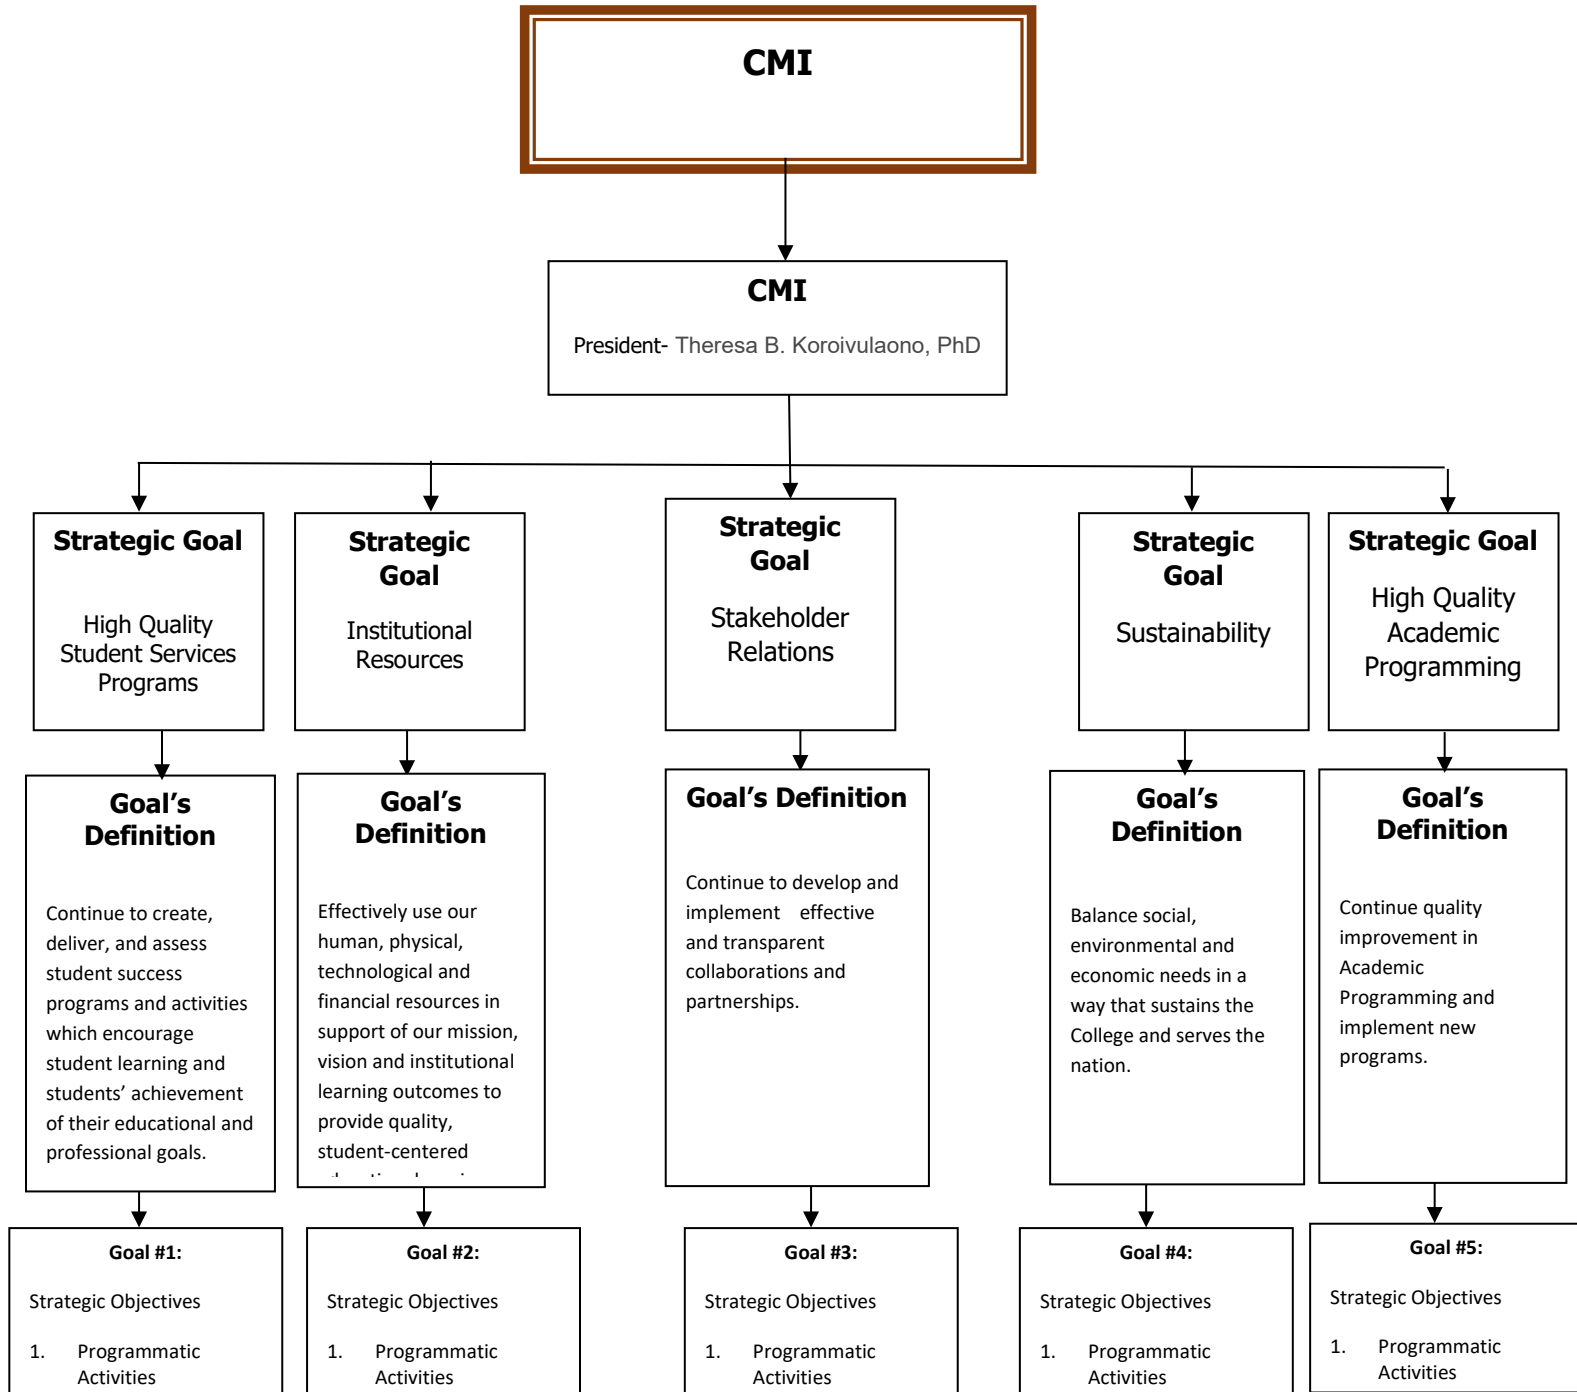 CMI
CMI
President- Theresa B. Koroivulaono, PhD
Strategic Goal
High Quality
Student Services
Programs
Strategic
Goal
Institutional
Resources
Strategic
Goal
Stakeholder
Relations
Strategic
Goal
Sustainability
Strategic Goal
High Quality
Academic
Programming
Goal’s
Definition
Continue to create,
deliver, and assess
student success
programs and activities
which encourage
student learning and
students’ achievement
of their educational and
professional goals.
Goal’s
Definition
Effectively use our
human, physical,
technological and
financial resources in
support of our mission,
vision and institutional
learning outcomes to
provide quality,
student-centered
Goal’s Definition
Continue to develop and
implement effective
and transparent
collaborations and
partnerships.
Goal’s
Definition
Balance social,
environmental and
economic needs in a
way that sustains the
College and serves the
nation.
Goal’s
Definition
Continue quality
improvement in
Academic
Programming and
implement new
programs.
Goal #1:
Strategic Objectives
1. Programmatic
Activities
Goal #2:
Strategic Objectives
1. Programmatic
Activities
Goal #3:
Strategic Objectives
1. Programmatic
Activities
Goal #4:
Strategic Objectives
1. Programmatic
Activities
Goal #5:
Strategic Objectives
1. Programmatic
Activities